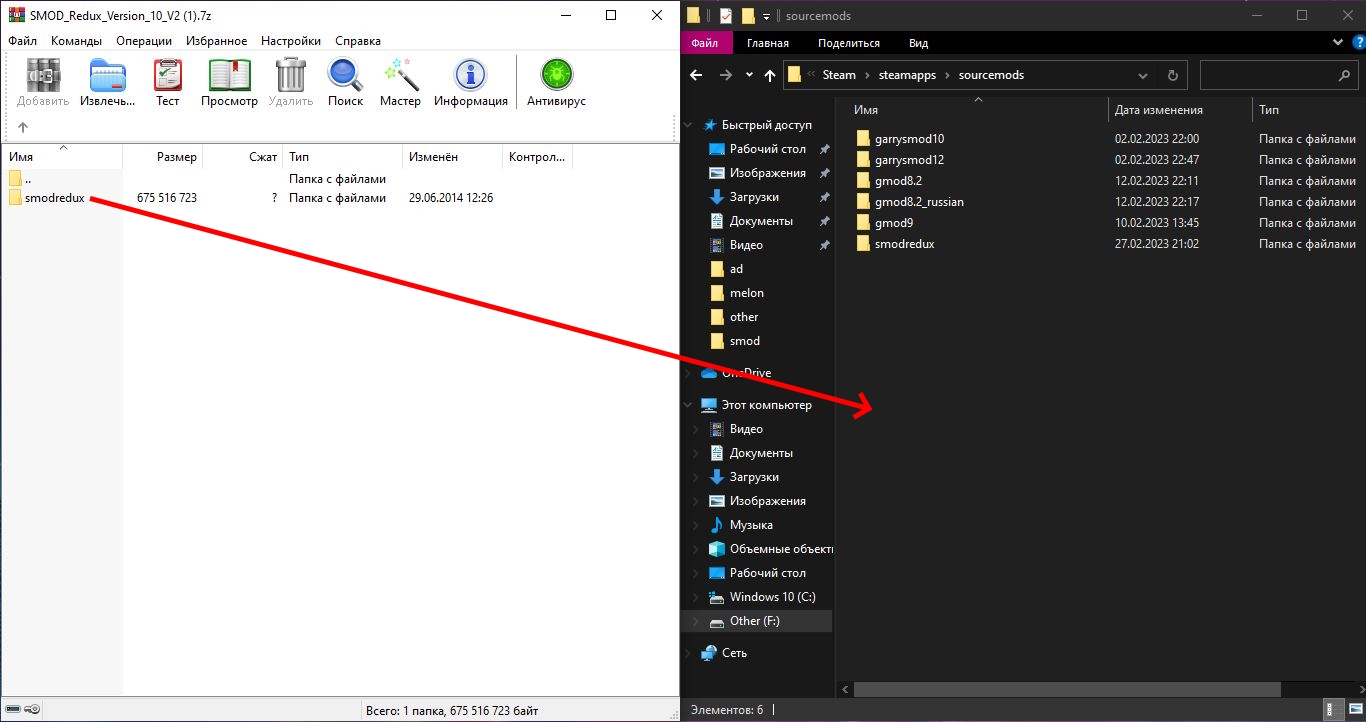 SMOD_Redux_Version_10_V2 (1).7z
Файл Команды Операции Избранное Настройки Справка
Добавить Извлечь... Тест Просмотр Удалить Поиск Мастер Информация Антивирус
Имя Размер Сжат Тип Изменён Контрол...
.. Папка с файлами
smodredux 675 516 723 ? Папка с файлами 29.06.2014 12:26
Всего: 1 папка, 675 516 723 байт
sourcemods
Файл Главная Поделиться Вид
Steam steamapps sourcemods
Быстрый доступ
Рабочий стол
Изображения
Загрузки
Документы
Видео
ad
melon
other
smod
OneDrive
Этот компьютер
Видео
Документы
Загрузки
Изображения
Музыка
Объемные объект
Рабочий стол
Windows 10 (C:)
Other (F:)
Сеть
Имя Дата изменения Тип
garrysmod10 02.02.2023 22:00 Папка с файлами
garrysmod12 02.02.2023 22:47 Папка с файлами
gmod8.2 12.02.2023 22:11 Папка с файлами
gmod8.2_russian 12.02.2023 22:17 Папка с файлами
gmod9 10.02.2023 13:45 Папка с файлами
smodredux 27.02.2023 21:02 Папка с файлами
Элементов: 6